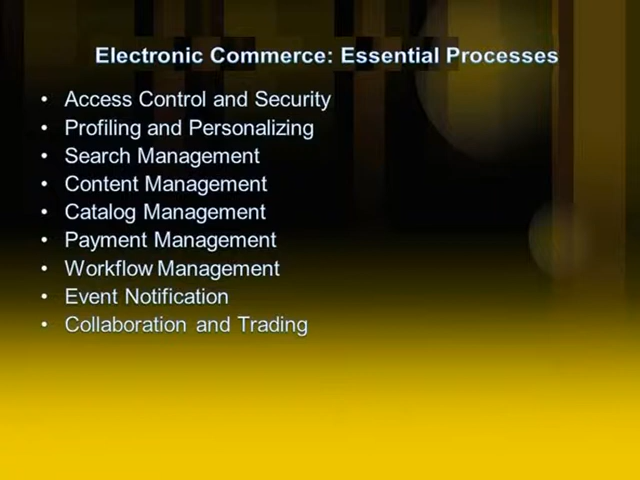 Electronic Commerce: Essential Processes
• Access Control and Security
• Profiling and Personalizing
• Search Management
• Content Management
• Catalog Management
• Payment Management
• Workflow Management
• Event Notification
• Collaboration and Trading